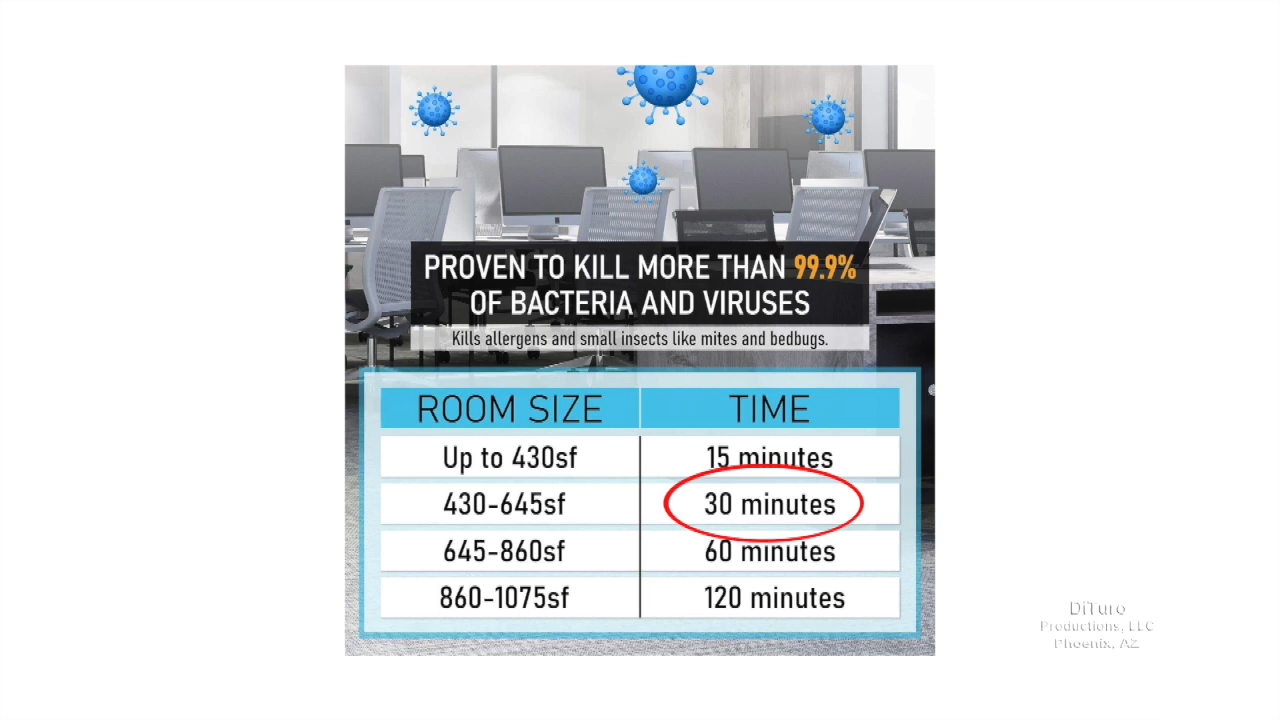 PROVEN TO KILL MORE THAN 99.9%
OF BACTERIA AND VIRUSES
Kills allergens and small insects like mites and bedbugs.
ROOM SIZE TIME
Up to 430sf 15 minutes
430-645sf 30 minutes
645-860sf 60 minutes
860-1075sf 120 minutes
DiTuro
Productions, LLC
Phoenix, AZ